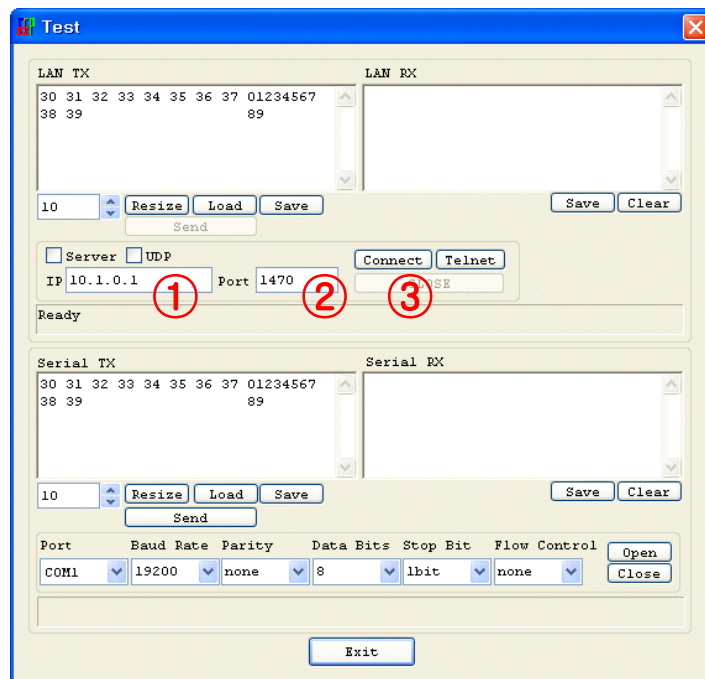 Test
LAN TX
LAN RX
30 31 32 33 34 35 36 37 01234567
38 39 89
10
Resize
Load
Save
Save
Clear
Send
Server
UDP
Connect
Telnet
IP
10.1.0.1
①
Port
1470
②
③
CLOSE
Ready
Serial TX
Serial RX
30 31 32 33 34 35 36 37 01234567
38 39 89
10
Resize
Load
Save
Save
Clear
Send
Port
Baud Rate
Parity
Data Bits
Stop Bit
Flow Control
Open
COM1
19200
none
8
1bit
none
Close
Exit